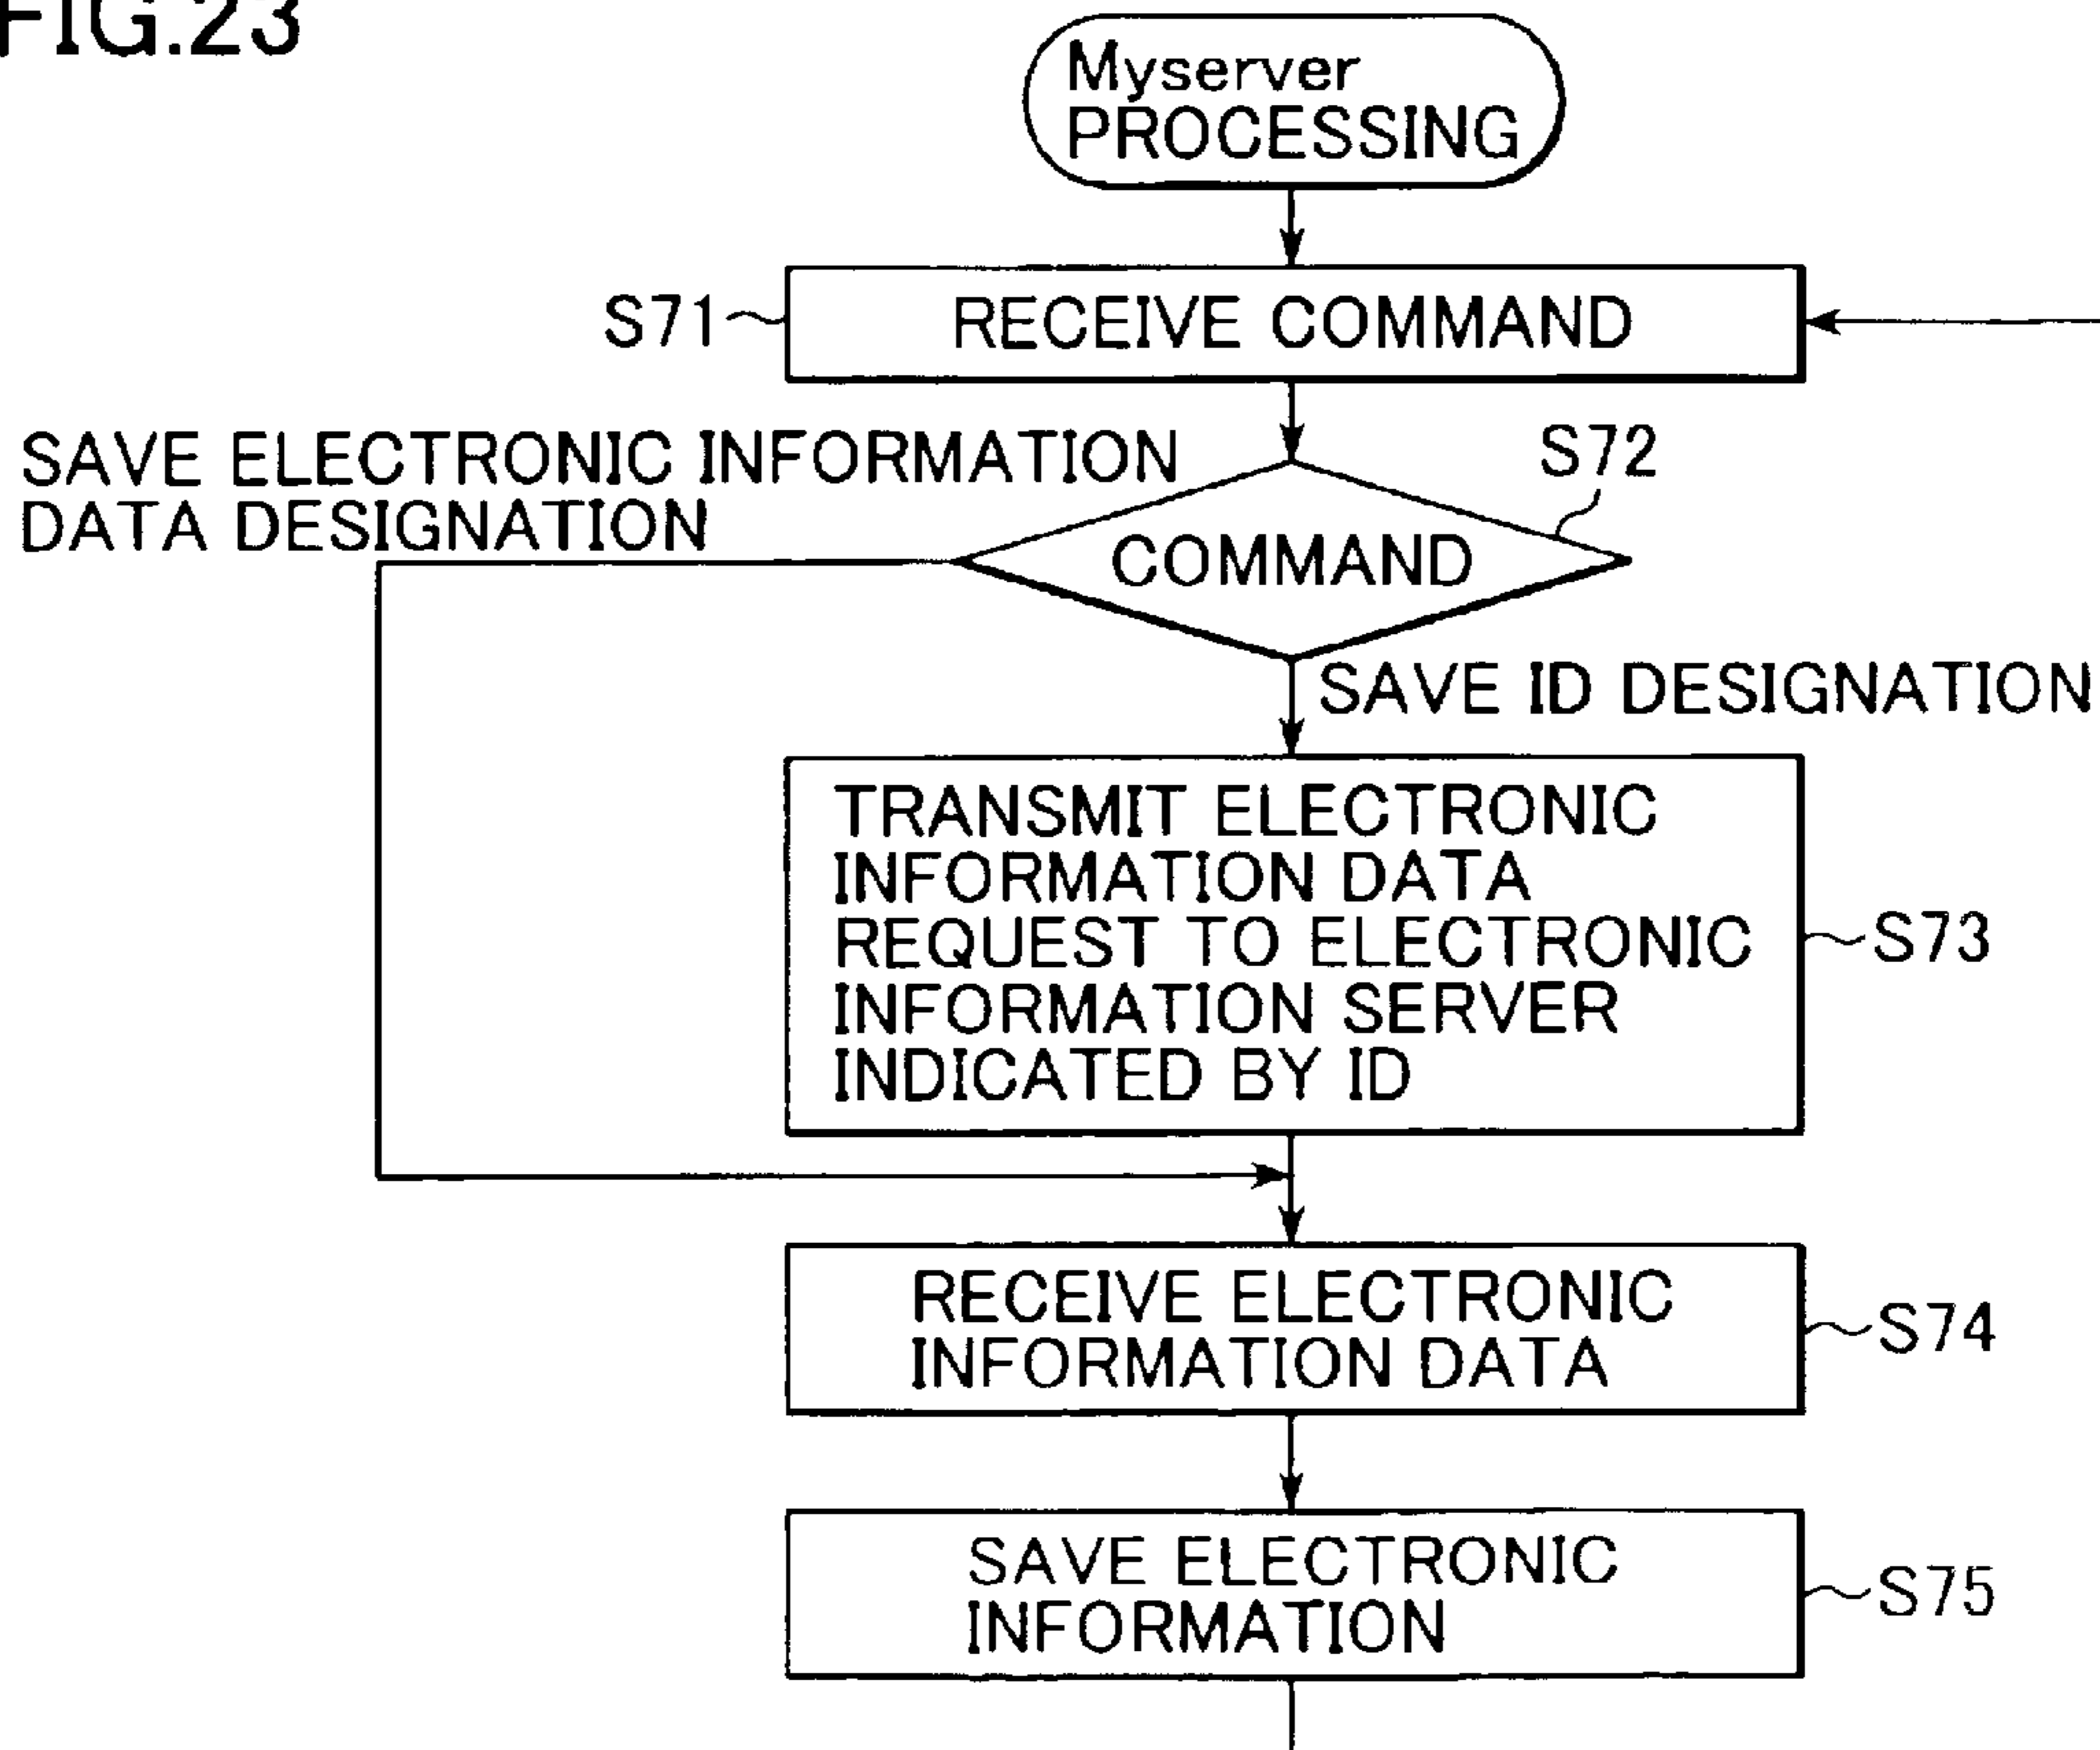 FIG.23
Myserver
PROCESSING
S71
RECEIVE COMMAND
SAVE ELECTRONIC INFORMATION
DATA DESIGNATION
S72
COMMAND
SAVE ID DESIGNATION
TRANSMIT ELECTRONIC
INFORMATION DATA
REQUEST TO ELECTRONIC
INFORMATION SERVER
INDICATED BY ID
S73
RECEIVE ELECTRONIC
INFORMATION DATA
S74
SAVE ELECTRONIC
INFORMATION
S75